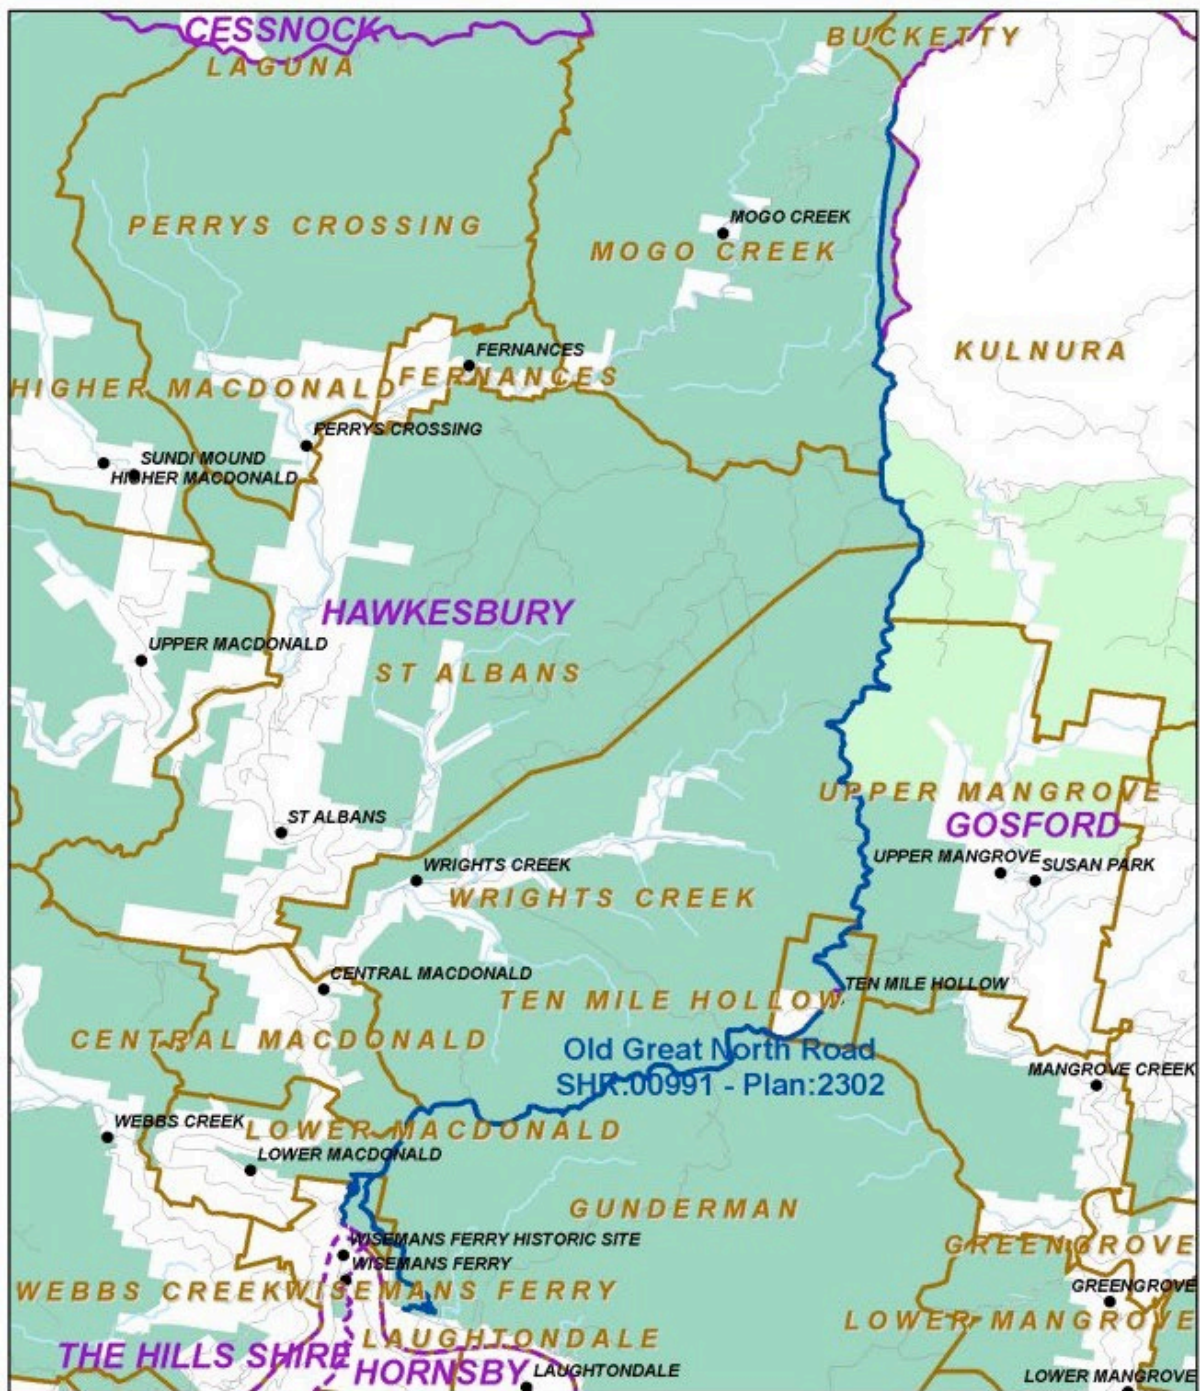 CESSNOCK
BUCKETTY
LAGUNA
MOGO CREEK
PERRYS CROSSING
MOGO CREEK
FERNANCES
KULNURA
HIGHER MACDONALD
FERNANCES
PERRYS CROSSING
SUNDI MOUND
HIGHER MACDONALD
HAWKESBURY
UPPER MACDONALD
ST ALBANS
UPPER MANGROVE
ST ALBANS
GOSFORD
WRIGHTS CREEK
UPPER MANGROVE
SUSAN PARK
WRIGHTS CREEK
CENTRAL MACDONALD
TEN MILE HOLLOW
TEN MILE HOLLOW
CENTRAL MACDONALD
Old Great North Road
SHR:00991 - Plan:2302
MANGROVE CREEK
WEBBS CREEK
LOWER MACDONALD
LOWER MACDONALD
GUNDERMAN
WISEMANS FERRY HISTORIC SITE
GREENGROVE
WISEMANS FERRY
WEBBS CREEK
WISEMANS FERRY
GREENGROVE
LOWER MANGROVE
LAUGHTONDALE
THE HILLS SHIRE
HORNSBY
LAUGHTONDALE
LOWER MANGROVE